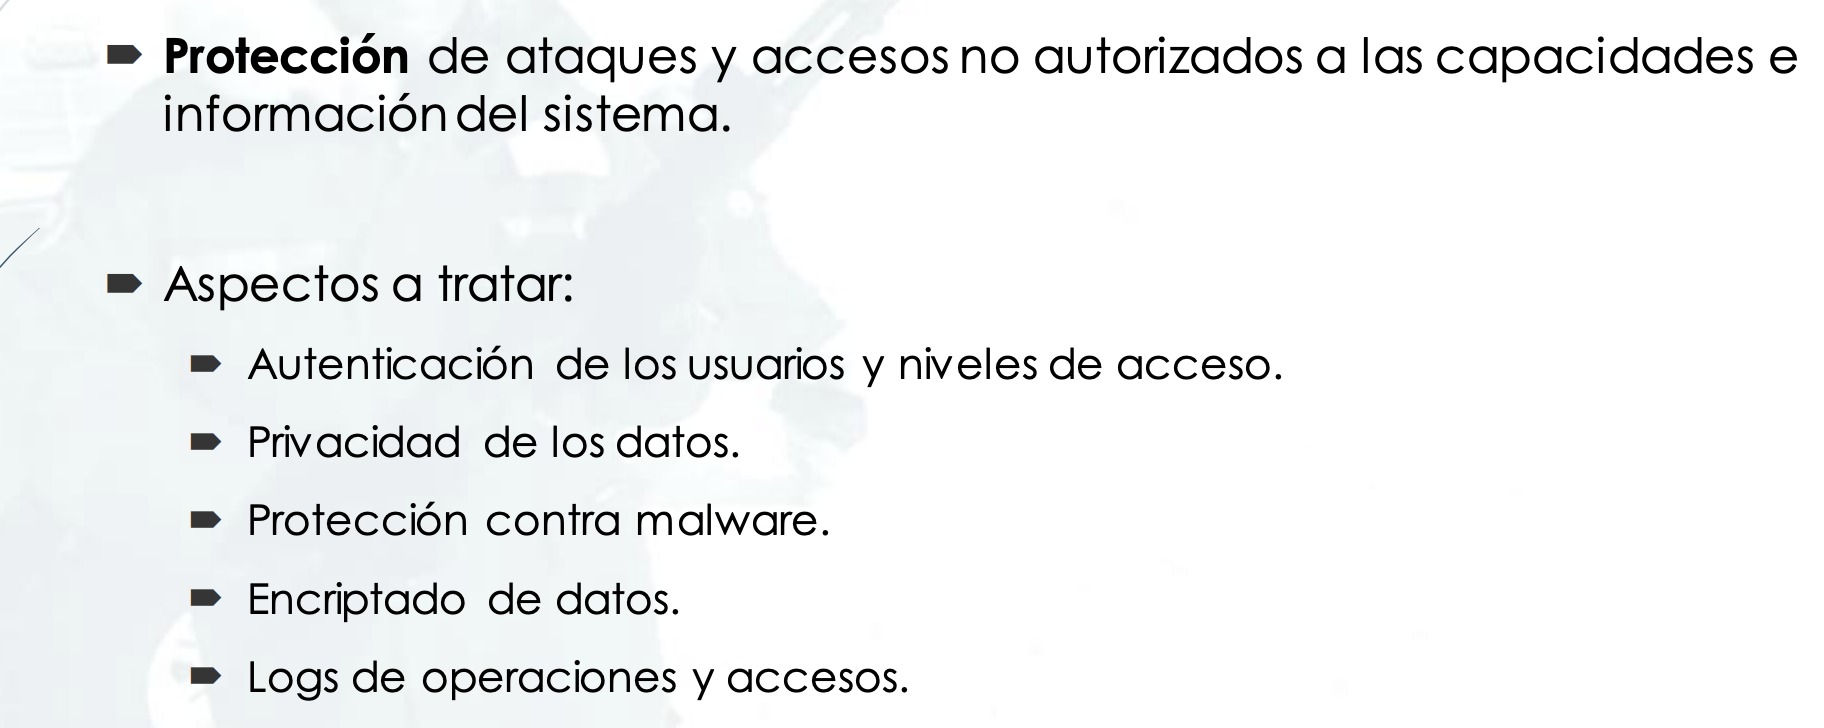 Protección de ataques y accesos no autorizados a las capacidades e
información del sistema.
Aspectos a tratar:
Autenticación de los usuarios y niveles de acceso.
Privacidad de los datos.
Protección contra malware.
Encriptado de datos.
Logs de operaciones y accesos.